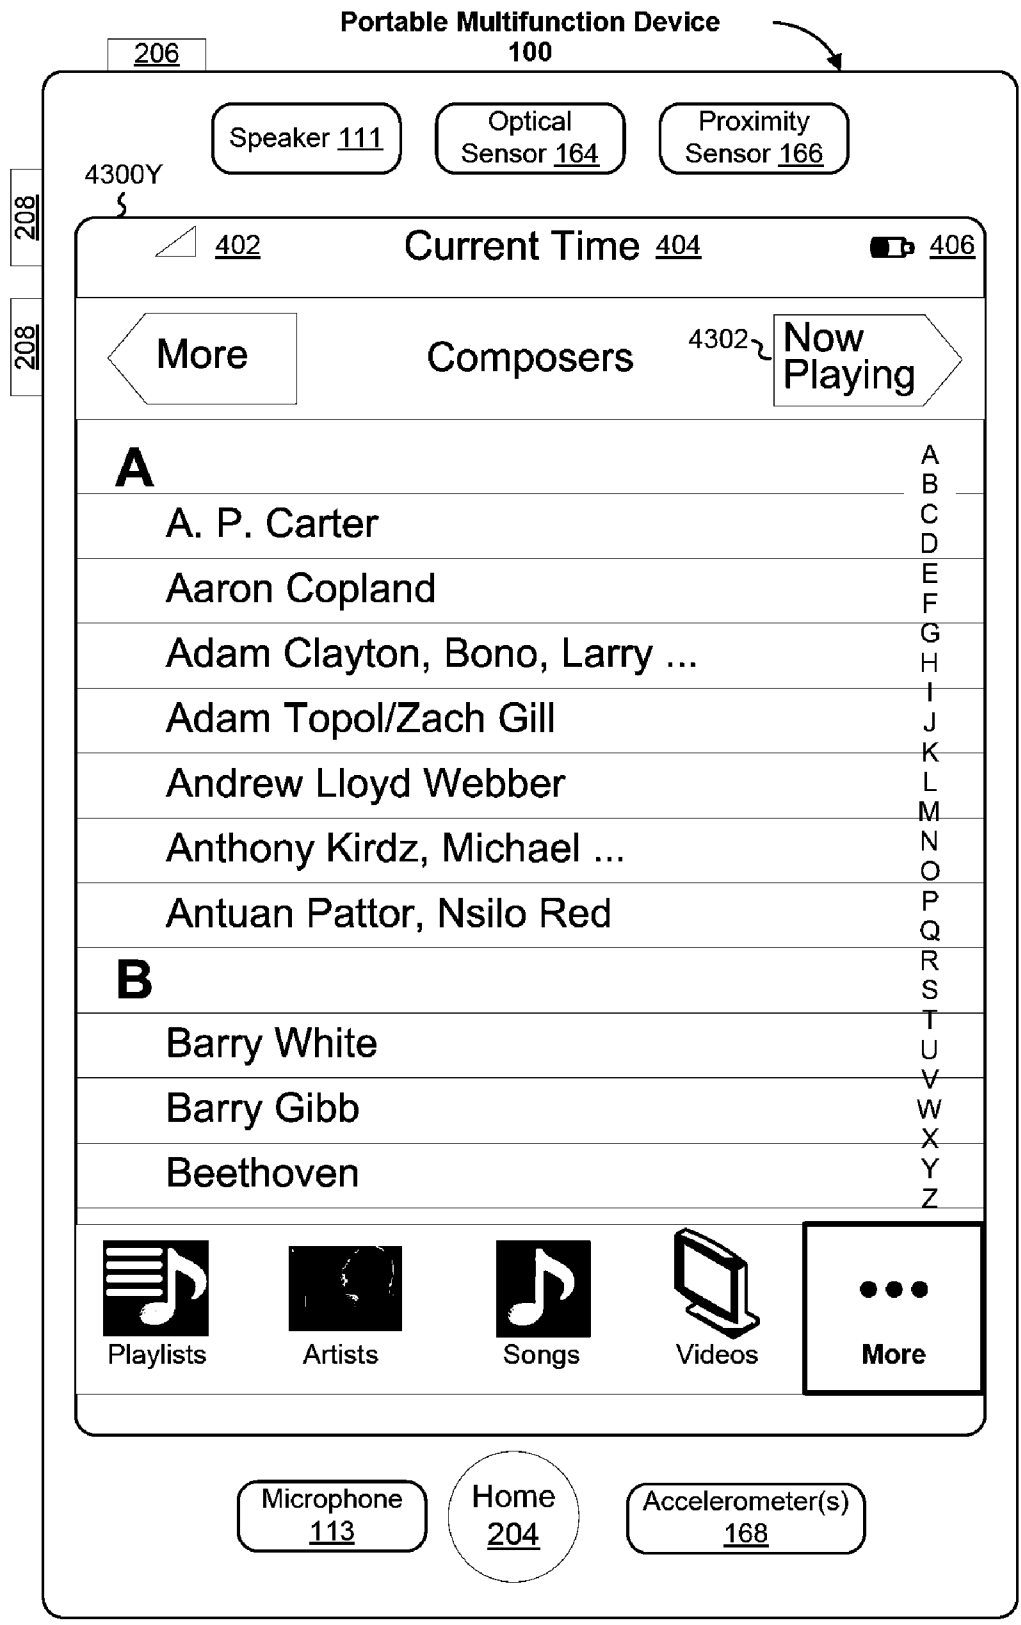 Portable Multifunction Device
100
206
Speaker 111
Optical
Sensor 164
Proximity
Sensor 166
4300Y
208
208
402
Current Time 404
406
More
Composers
4302
Now
Playing
A
A. P. Carter
Aaron Copland
Adam Clayton, Bono, Larry ...
Adam Topol/Zach Gill
Andrew Lloyd Webber
Anthony Kirdz, Michael ...
Antuan Pattor, Nsilo Red
B
Barry White
Barry Gibb
Beethoven
A
B
C
D
E
F
G
H
I
J
K
L
M
N
O
P
Q
R
S
T
U
V
W
X
Y
Z
Playlists
Artists
Songs
Videos
More
Microphone
113
Home
204
Accelerometer(s)
168